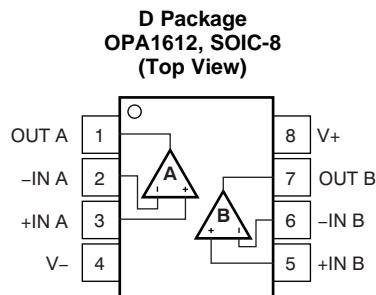 D Package
OPA1612, SOIC-8
(Top View)
OUT A 1 8 V+
–IN A 2 A 7 OUT B
+IN A 3 B 6 –IN B
V– 4 5 +IN B
- +
+ -